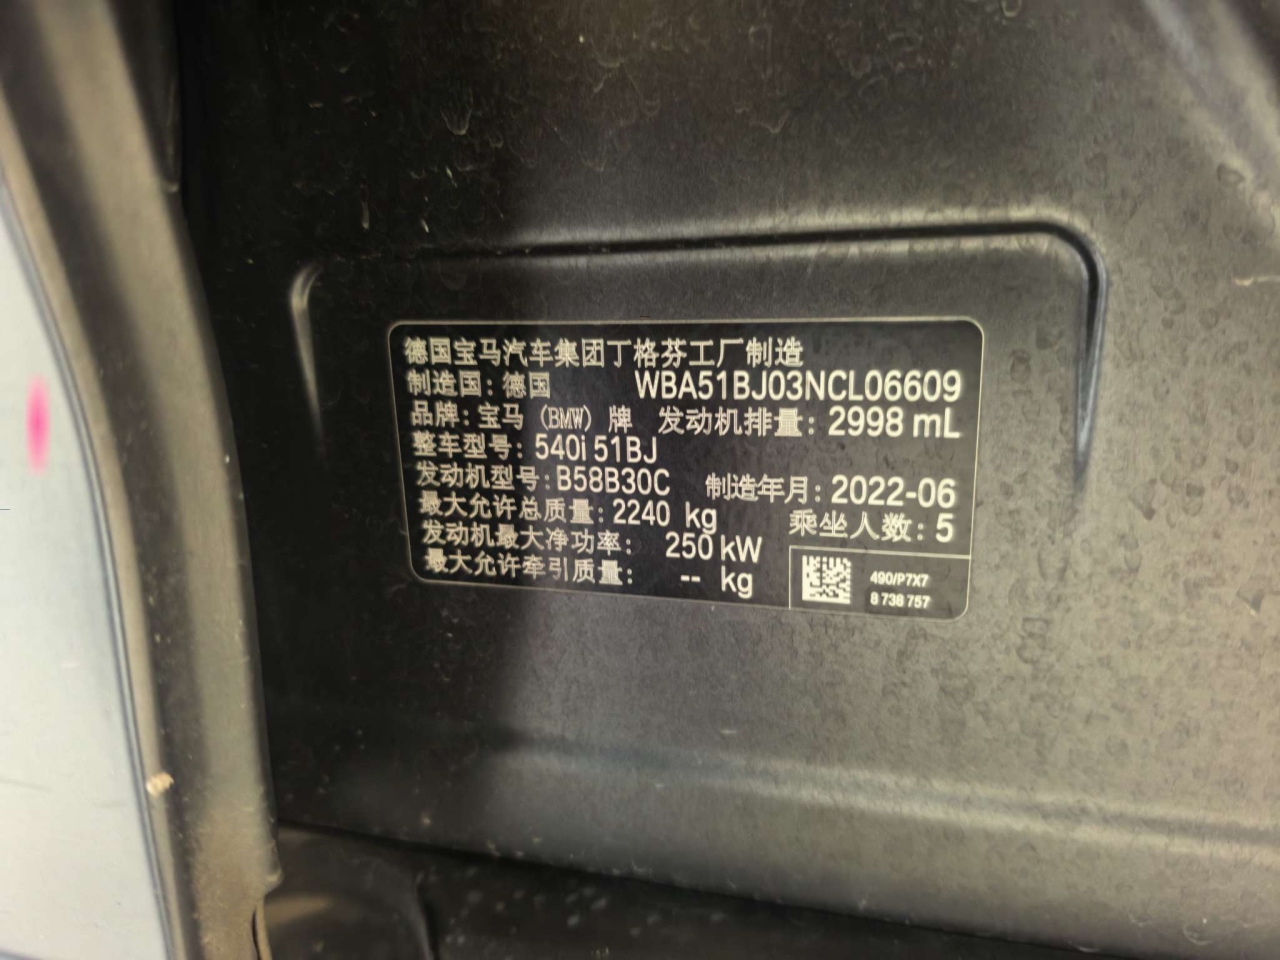 德国宝马汽车集团丁格芬工厂制造
制造国：德国 WBA51BJ03NCL06609
品牌：宝马（BMW）牌 发动机排量：2998 mL
整车型号：540i 51BJ
发动机型号：B58B30C 制造年月：2022-06
最大允许总质量：2240 kg 乘坐人数：5
发动机最大净功率： 250 kW
最大允许牵引质量： -- kg
490/P7X7
8 738 757